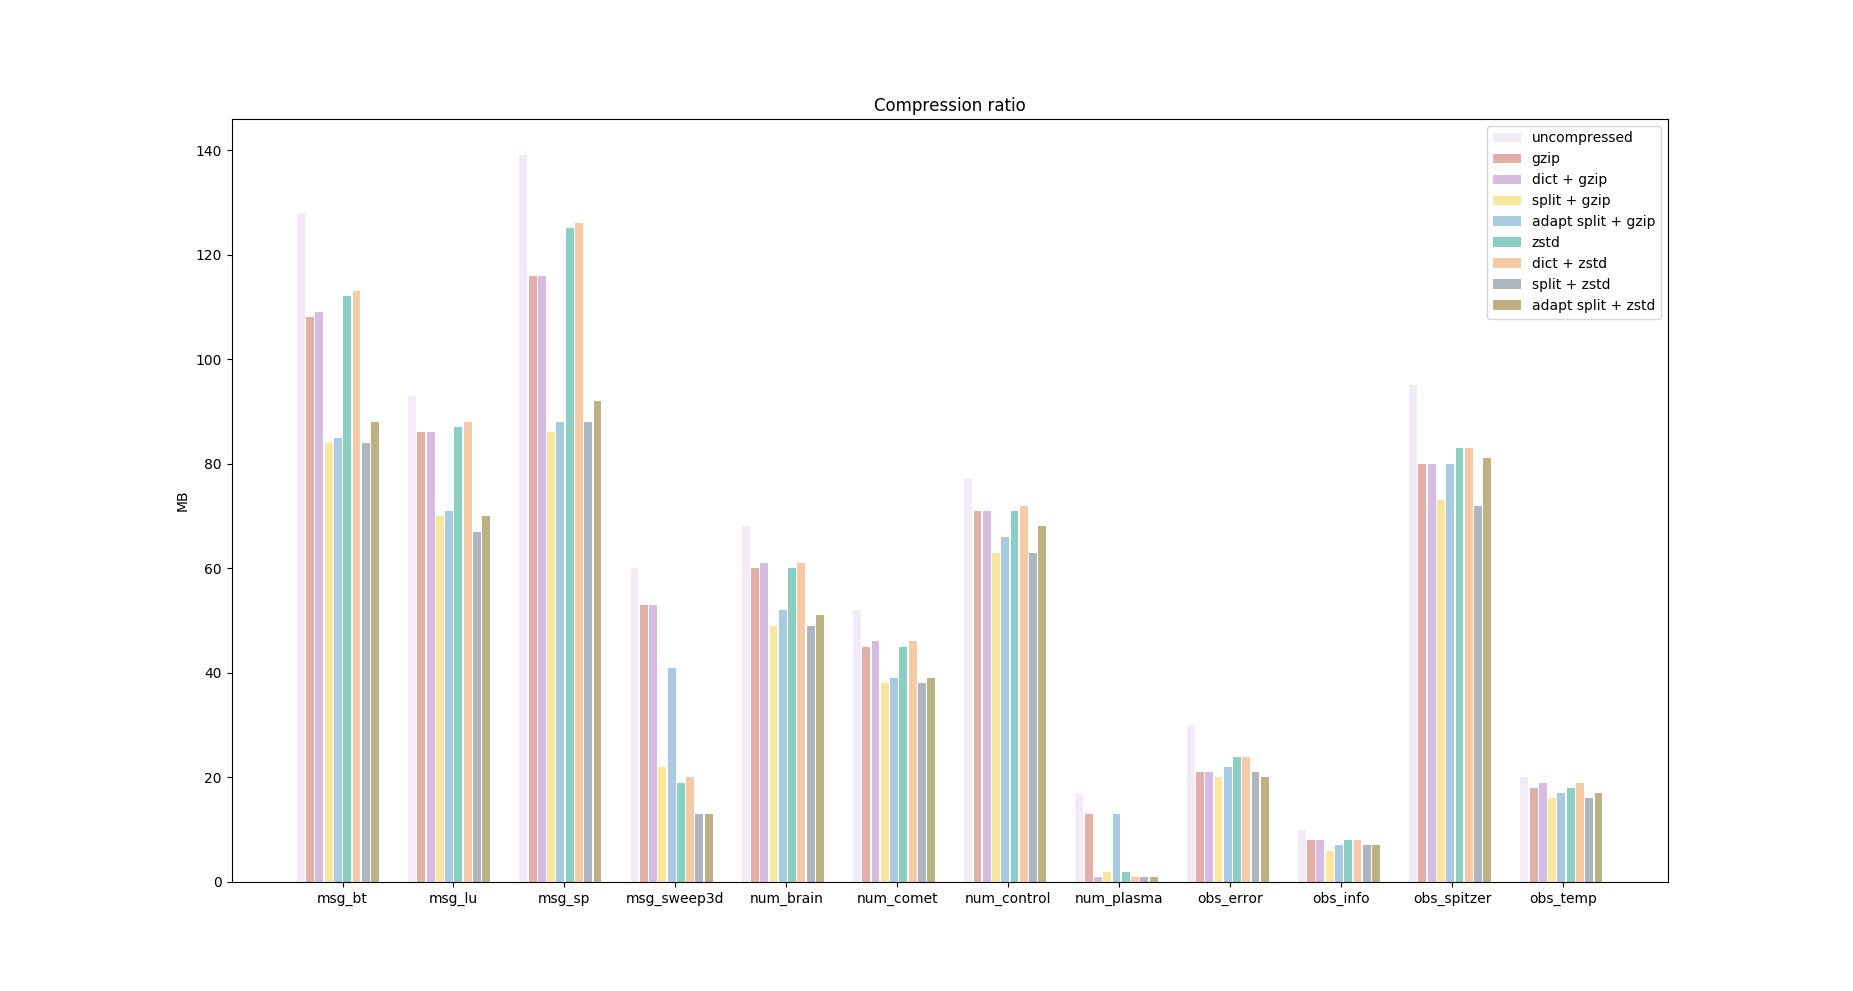 Compression ratio
140
120
100
80
60
40
20
0
MB
uncompressed
gzip
dict + gzip
split + gzip
adapt split + gzip
zstd
dict + zstd
split + zstd
adapt split + zstd
msg_bt msg_lu msg_sp msg_sweep3d num_brain num_comet num_control num_plasma obs_error obs_info obs_spitzer obs_temp